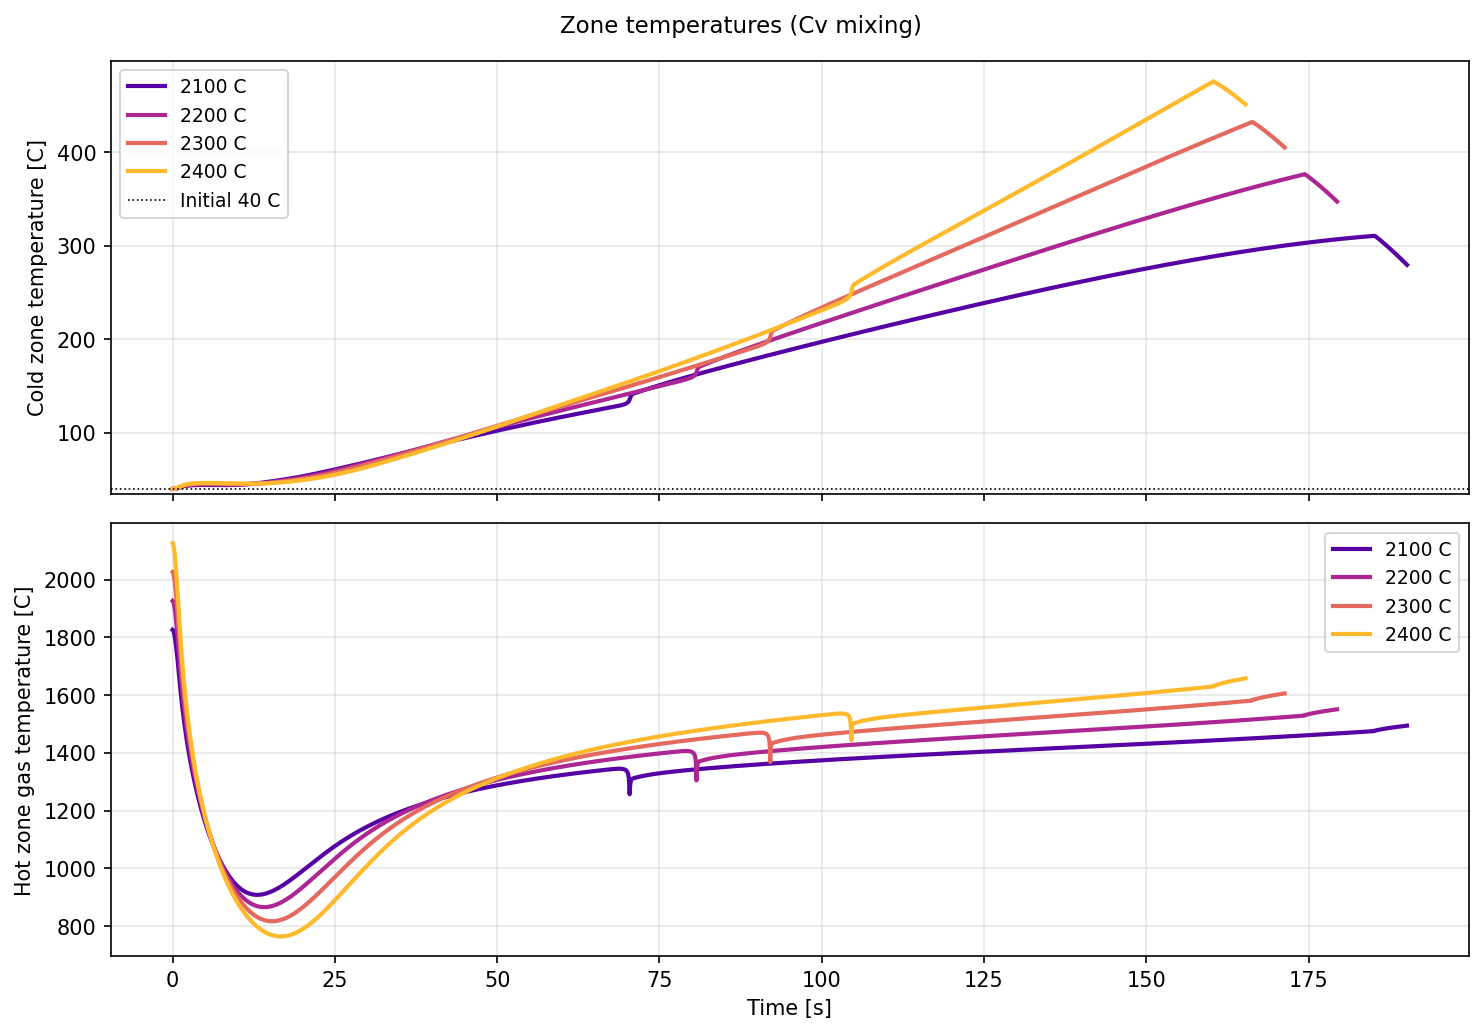 Zone temperatures (Cv mixing)
Cold zone temperature [C]
400
300
200
100
2100 C
2200 C
2300 C
2400 C
Initial 40 C
Hot zone gas temperature [C]
2000
1800
1600
1400
1200
1000
800
2100 C
2200 C
2300 C
2400 C
0 25 50 75 100 125 150 175
Time [s]